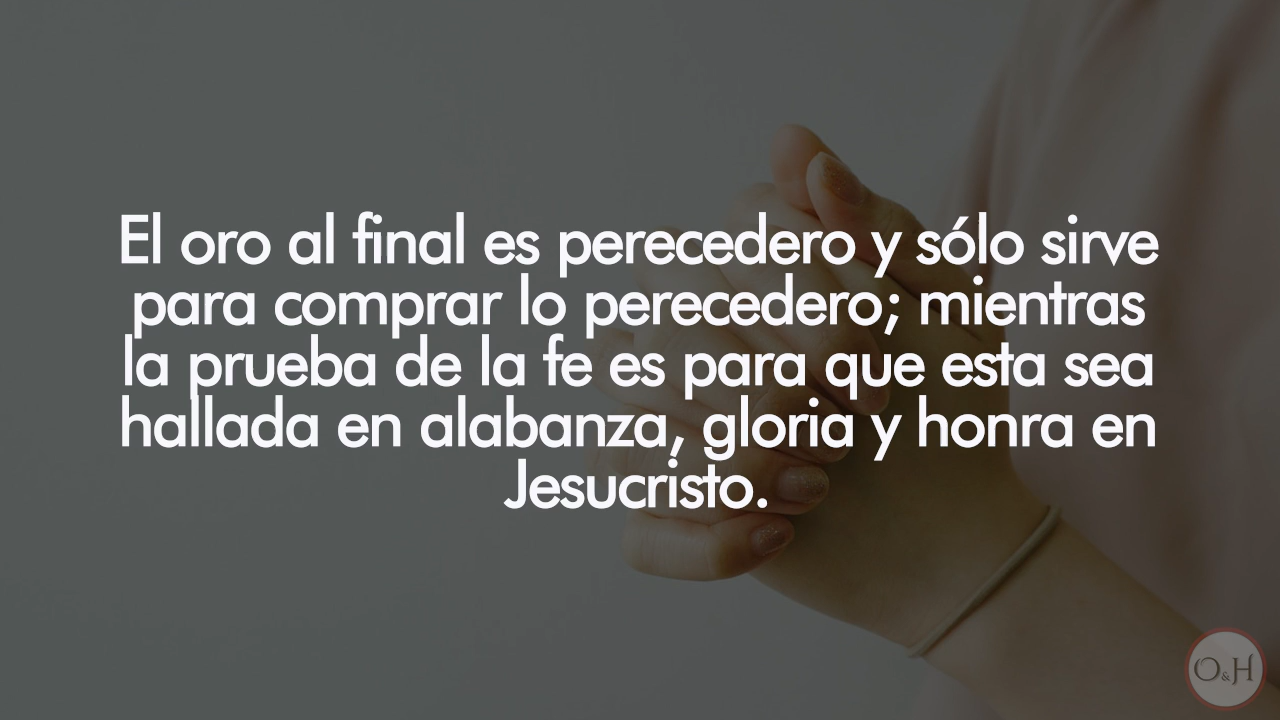 El oro al final es perecedero y sólo sirve
para comprar lo perecedero; mientras
la prueba de la fe es para que esta sea
hallada en alabanza, gloria y honra en
Jesucristo.
O&H